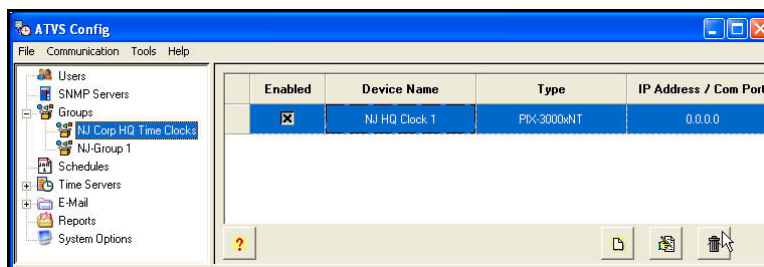 ATVS Config
File Communication Tools Help
Users
SNMP Servers
Groups
NJ Corp HQ Time Clocks
NJ-Group 1
Schedules
Time Servers
E-Mail
Reports
System Options
Enabled Device Name Type IP Address / Com Port
NJ HQ Clock 1 PIX-3000xNT 0.0.0.0
?